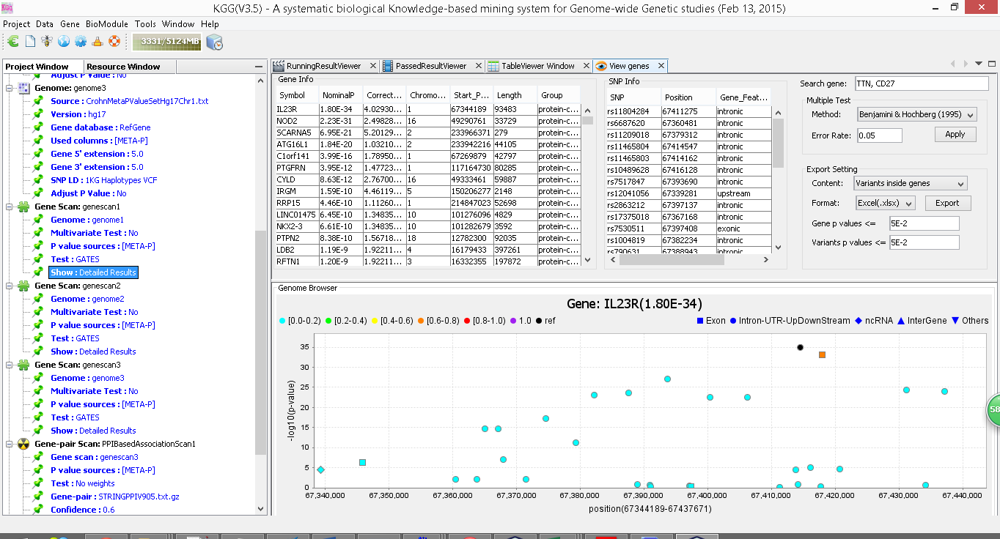 KGG(V3.5) - A systematic biological Knowledge-based mining system for Genome-wide Genetic studies (Feb 13, 2015)
Project Data Gene BioModule Tools Window Help
3331/5124MB
Project Window Resource Window
Adjust P Value : No
Genome: genome3
Source : CrohnMetaPValueSetHg17Chr1.txt
Version : hg17
Gene database : RefGene
Used columns : [META-P]
Gene 5' extension : 5.0
Gene 3' extension : 5.0
SNP LD : 1KG Haplotypes VCF
Adjust P Value : No
Gene Scan: genescan1
Genome : genome1
Multivariate Test : No
P value sources : [META-P]
Test : GATES
Show : Detailed Results
Gene Scan: genescan2
Genome : genome2
Multivariate Test : No
P value sources : [META-P]
Test : GATES
Show : Detailed Results
Gene Scan: genescan3
Genome : genome3
Multivariate Test : No
P value sources : [META-P]
Test : GATES
Show : Detailed Results
Gene-pair Scan: PPIBasedAssociationScan1
Gene scan : genescan3
P value sources : [META-P]
Test : No weights
Gene-pair : STRINGPPIV905.txt.gz
Confidence : 0.6
RunningResultViewer PassedResultViewer TableViewer Window View genes
Gene Info
Symbol NominalP Correct... Chromo... Start_P... Length Group
IL23R 1.80E-34 4.02930... 1 67344189 93483 protein-c...
NOD2 2.23E-31 2.49828... 16 49290761 33729 protein-c...
SCARNA5 6.95E-21 5.20129... 2 233966371 279 protein-c...
ATG16L1 1.84E-20 1.03210... 2 233942216 44105 protein-c...
C1orf141 3.99E-16 1.78950... 1 67269879 42797 protein-c...
PTGFRN 3.95E-12 1.47723... 1 117164730 80285 protein-c...
CYLD 8.63E-12 2.76700... 16 49333461 59887 protein-c...
IRGM 1.59E-10 4.46119... 5 150206277 2148 protein-c...
RRP15 4.46E-10 1.11260... 1 214847023 52698 protein-c...
LINC01475 6.45E-10 1.34835... 10 101276096 4829 protein-c...
NKX2-3 6.61E-10 1.34835... 10 101282679 3592 protein-c...
PTPN2 8.38E-10 1.56718... 18 12782300 92035 protein-c...
LDB2 1.19E-9 1.92211... 4 16179433 397261 protein-c...
RFTN1 1.20E-9 1.92211... 3 16332355 197872 protein-c...
SNP Info
SNP Position Gene_Feat...
rs11804284 67411275 intronic
rs6687620 67360481 intronic
rs11209018 67379312 intronic
rs11465804 67414547 intronic
rs11465803 67414162 intronic
rs10489628 67416128 intronic
rs7517847 67393690 intronic
rs12041056 67339281 upstream
rs2863212 67397137 intronic
rs17375018 67367168 intronic
rs7530511 67397408 exonic
rs1004819 67382234 intronic
rs790631 67388943 intronic
Search gene: TTN, CD27
Multiple Test
Method: Benjamini & Hochberg (1995)
Error Rate: 0.05 Apply
Export Setting
Content: Variants inside genes
Format: Excel(.xlsx) Export
Gene p values <= 5E-2
Variants p values <= 5E-2
Genome Browser
Gene: IL23R(1.80E-34)
[0.0-0.2) [0.2-0.4) [0.4-0.6) [0.6-0.8) [0.8-1.0) 1.0 ref Exon Intron-UTR-UpDownStream ncRNA InterGene Others
-log10(p-value)
35
30
25
20
15
10
5
0
67,340,000 67,350,000 67,360,000 67,370,000 67,380,000 67,390,000 67,400,000 67,410,000 67,420,000 67,430,000 67,440,000
position(67344189-67437671)
58